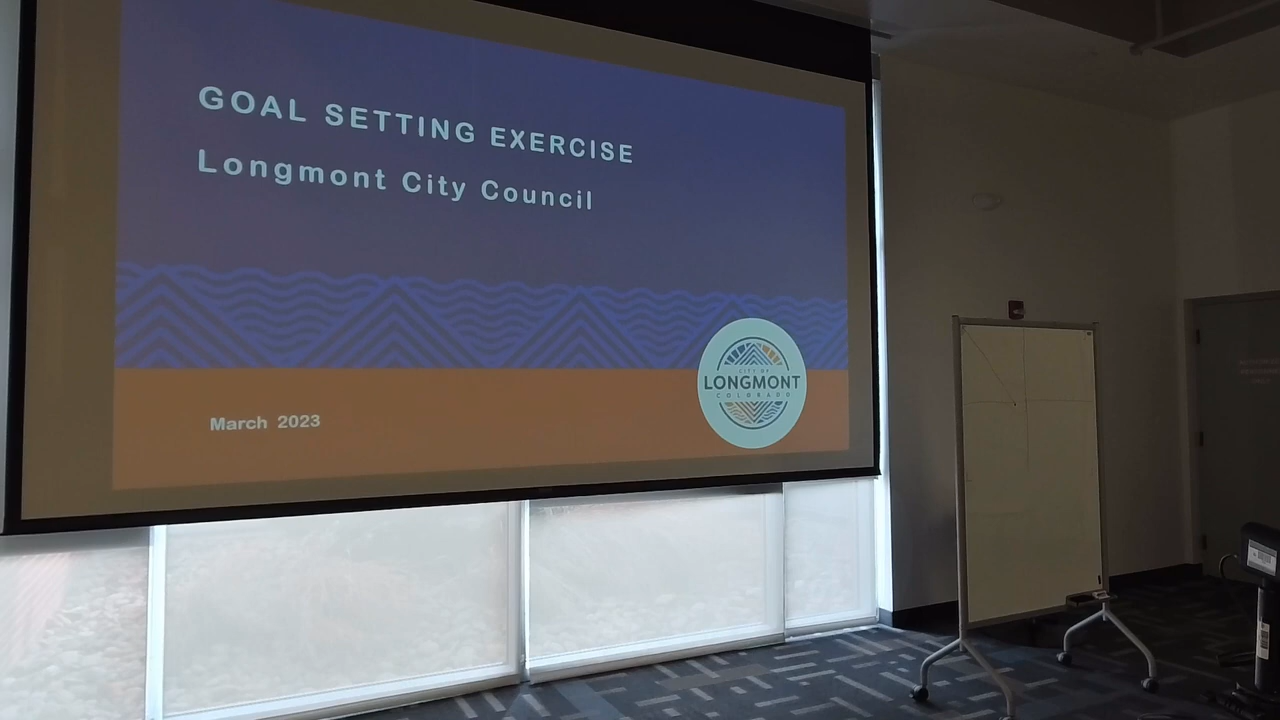 GOAL SETTING EXERCISE
Longmont City Council
CITY OF
LONGMONT
COLORADO
March 2023